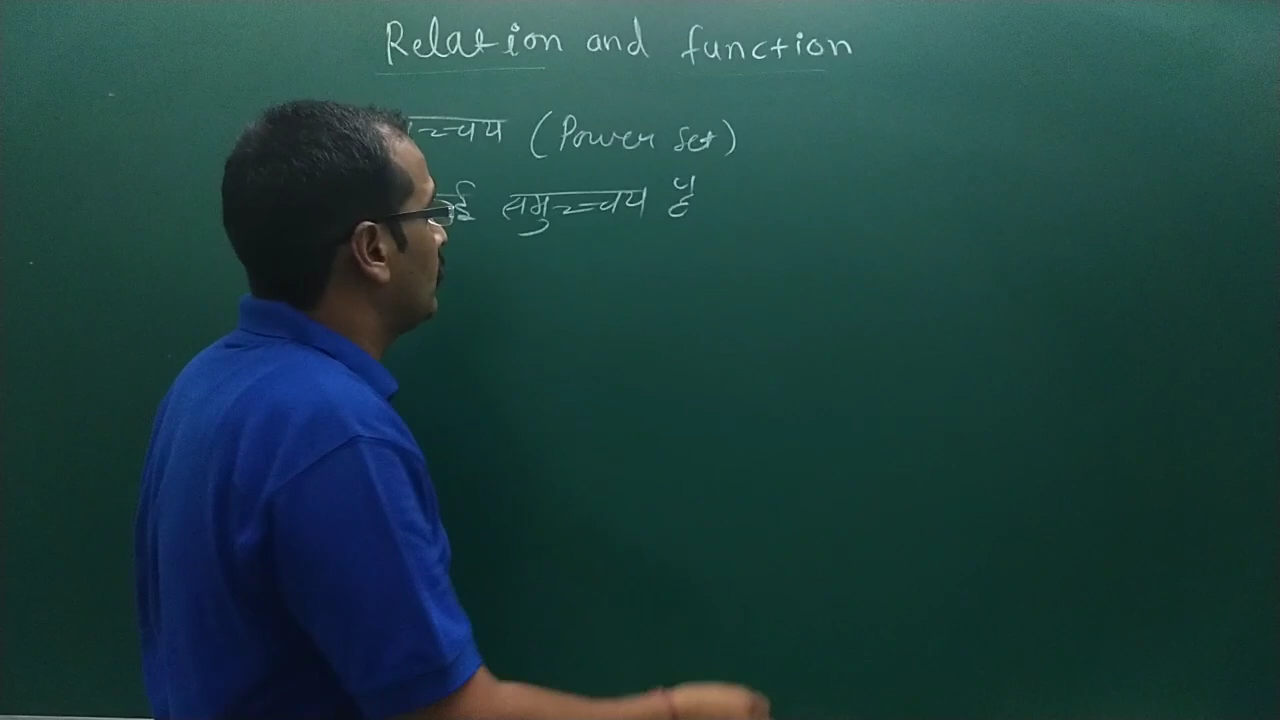 Relation and function
(Power set)
समुच्चय है